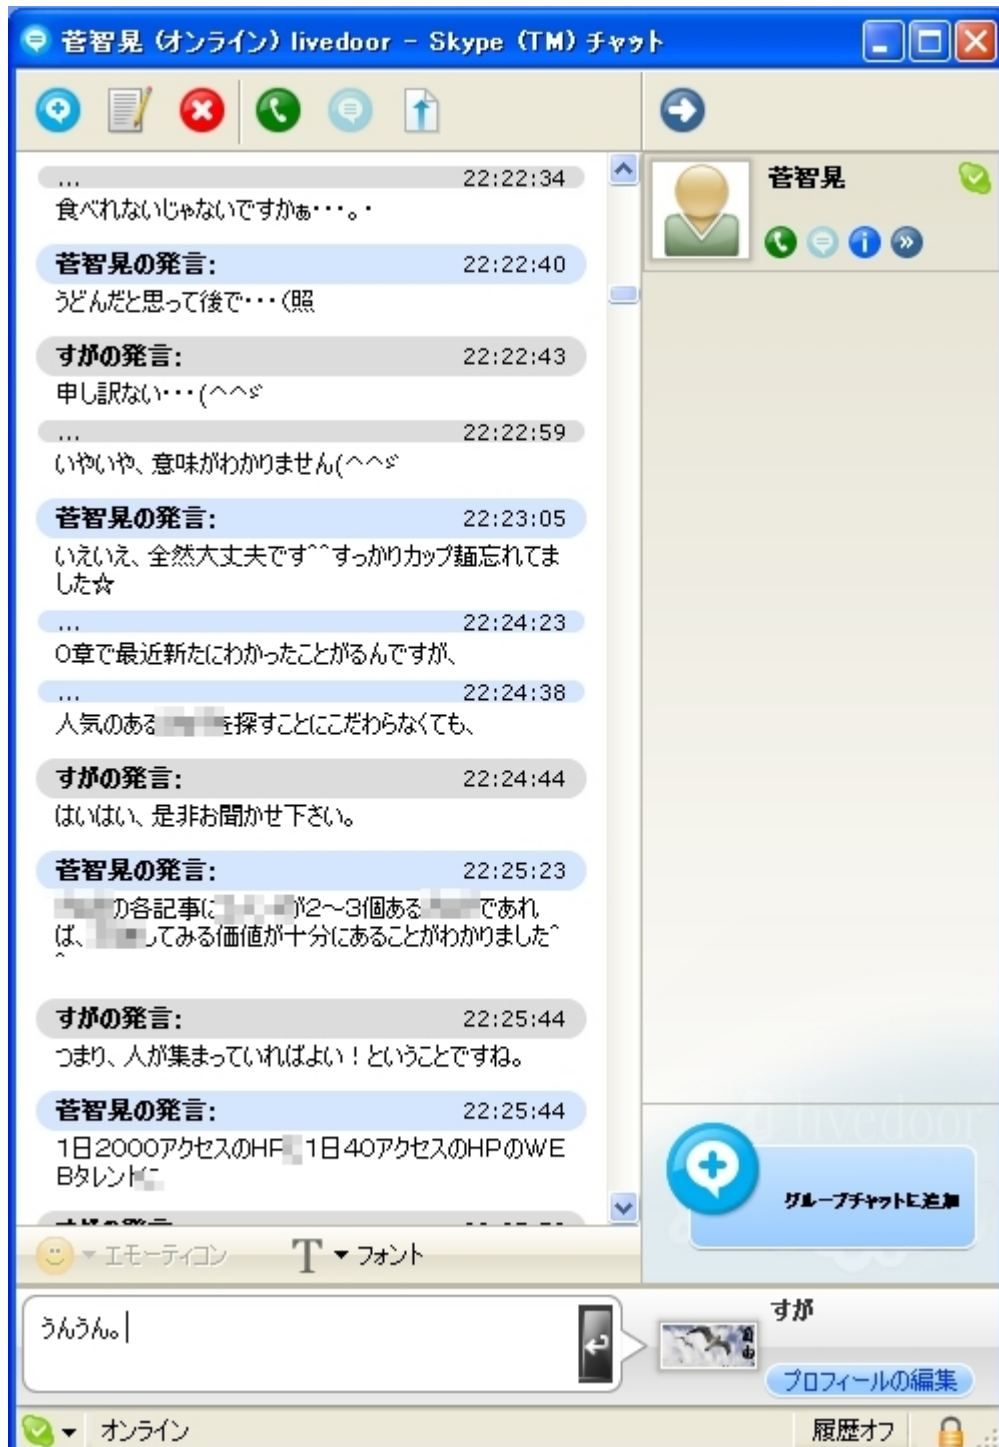 菅智晃 (オンライン) livedoor - Skype (TM) チャット
... 22:22:34
食べれないじゃないですかぁ・・・。・
菅智晃の発言: 22:22:40
うどんだと思って後で・・・(照
すがの発言: 22:22:43
申し訳ない・・・(^^ゞ
... 22:22:59
いやいや、意味がわかりません(^^ゞ
菅智晃の発言: 22:23:05
いえいえ、全然大丈夫です^^すっかりカップ麺忘れてま
した☆
... 22:24:23
0章で最近新たにわかったことがるんですが、
... 22:24:38
人気のある を探すことにこだわらなくても、
すがの発言: 22:24:44
はいはい、是非お聞かせ下さい。
菅智晃の発言: 22:25:23
の各記事に が2～3個ある であれ
ば、 してみる価値が十分にあることがわかりました^
^
すがの発言: 22:25:44
つまり、人が集まっていればよい！ということですね。
菅智晃の発言: 22:25:44
1日2000アクセスのHP 1日40アクセスのHPのWE
Bタレントに
エモーティコン フォント
うんうん。
オンライン
菅智晃
livedoor
グループチャットに追加
すが
自由
プロフィールの編集
履歴オフ